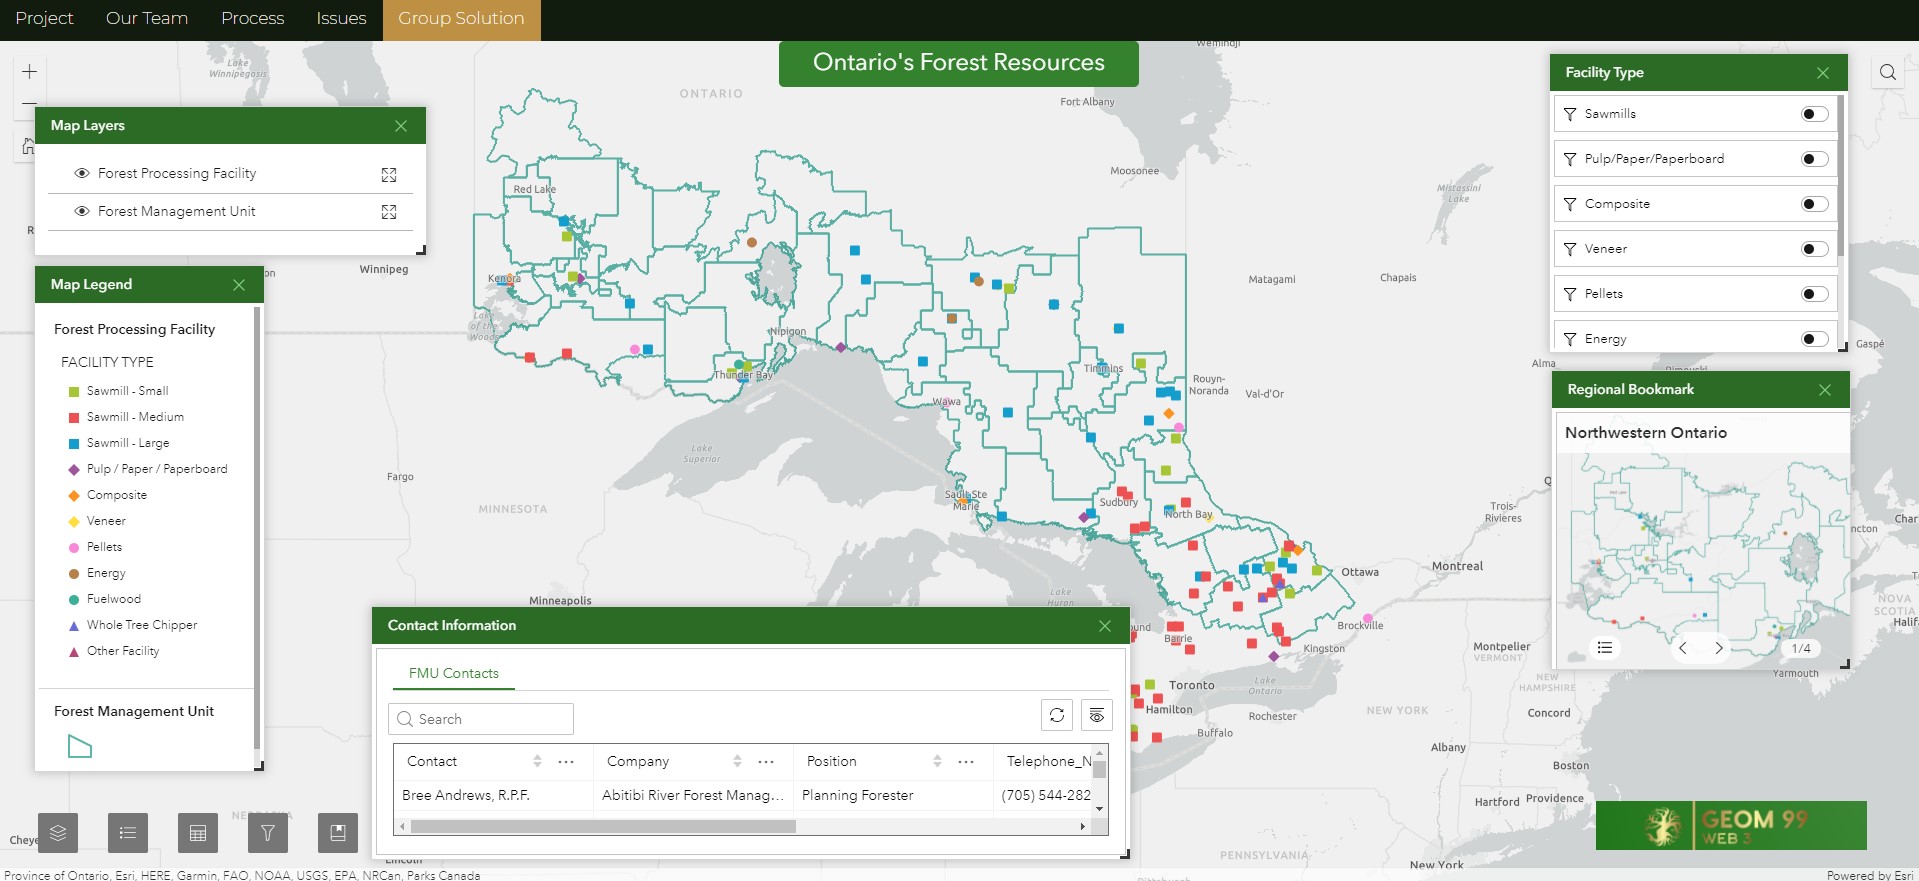 Project Our Team Process Issues Group Solution
Ontario's Forest Resources
Map Layers
Forest Processing Facility
Forest Management Unit
Map Legend
Forest Processing Facility
FACILITY TYPE
Sawmill - Small
Sawmill - Medium
Sawmill - Large
Pulp / Paper / Paperboard
Composite
Veneer
Pellets
Energy
Fuelwood
Whole Tree Chipper
Other Facility
Forest Management Unit
Facility Type
Sawmills
Pulp/Paper/Paperboard
Composite
Veneer
Pellets
Energy
Regional Bookmark
Northwestern Ontario
Red Lake
1/4
Contact Information
FMU Contacts
Search
Contact Company Position Telephone_N
Bree Andrews, R.P.F. Abitibi River Forest Manag... Planning Forester (705) 544-282
Lake
Winnipegosis
ONTARIO
Wemindji
Fort Albany
Moosonee
Mistassini
Lake
Red Lake
Winnipeg
Kenora
Lake
of the
Woods
Nipigon
Thunder Bay
Matagami
Chapais
Timmins
Rouyn-
Noranda
Val-d'Or
Wawa
Alma
Rimouski
Gaspé
Lake
Superior
Fargo
MINNESOTA
Sault Ste
Marie
Sudbury
North Bay
Trois-
Rivières
Minneapolis
Lake
Huron
Ottawa
Montreal
Brockville
Barrie
Kingston
Montpelier
VERMONT
NOVA
SCOTIA
Halif
Yarmouth
Toronto
Lake
Ontario
NEW
HAMPSHIRE
Hamilton
Rochester
NEW YORK
Concord
Buffalo
Albany
Boston
Hartford Providence
PENNSYLVANIA
New York
Pittsburgh
NEBRASKA
Cheye
Lincoln
GEOM 99
WEB 3
Province of Ontario, Esri, HERE, Garmin, FAO, NOAA, USGS, EPA, NRCan, Parks Canada
Powered by Esri